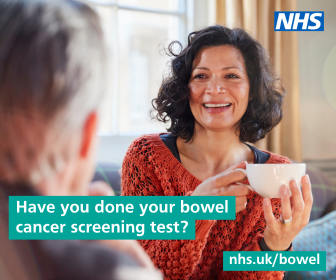 NHS
Have you done your bowel
cancer screening test?
nhs.uk/bowel